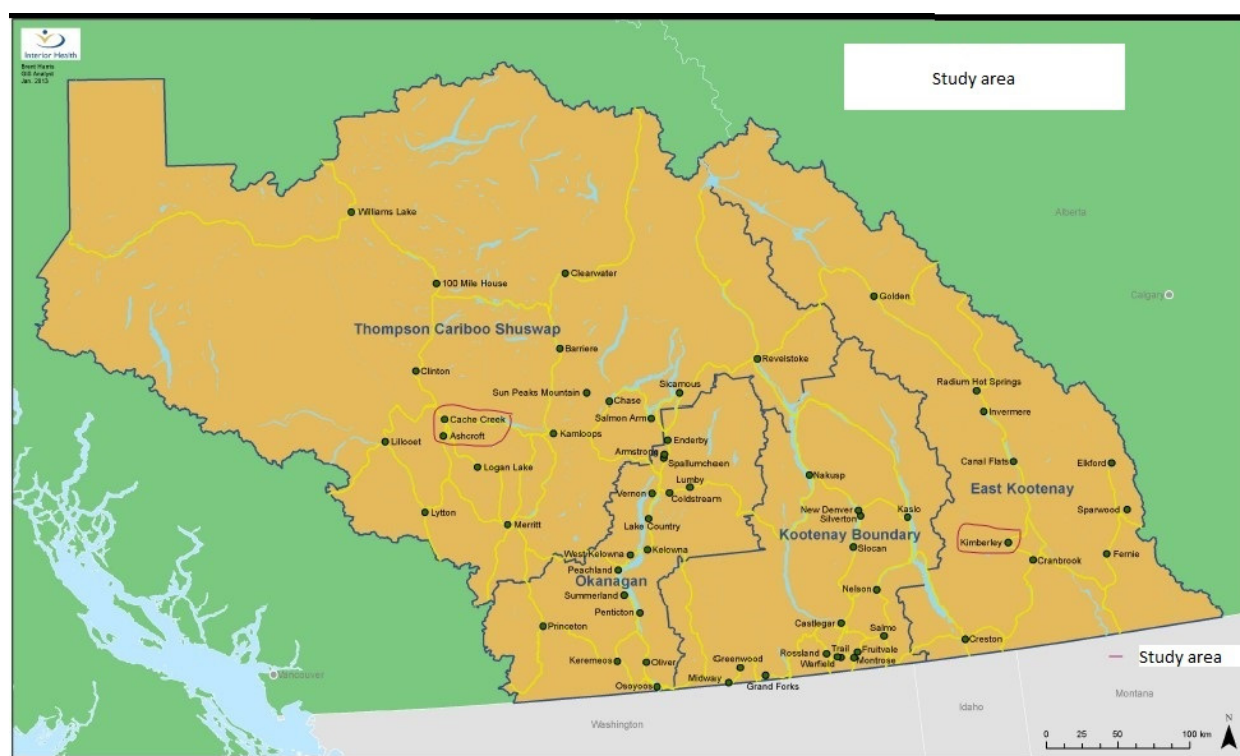 Interior Health
Brent Harris
GIS Analyst
Jan. 2013
Study area
Alberta
Calgary
Williams Lake
Clearwater
100 Mile House
Golden
Thompson Cariboo Shuswap
Barriere
Revelstoke
Clinton
Sun Peaks Mountain
Sicamous
Chase
Radium Hot Springs
Invermere
Cache Creek
Salmon Arm
Ashcroft
Kamloops
Lillooet
Enderby
Armstrong
Spallumcheen
Logan Lake
Canal Flats
Elkford
Nakusp
Lumby
Vernon
Coldstream
East Kootenay
Lytton
Merritt
Lake Country
New Denver
Silverton
Kaslo
Sparwood
Kootenay Boundary
Kimberley
Slocan
West Kelowna
Kelowna
Cranbrook
Fernie
Peachland
Okanagan
Summerland
Nelson
Penticton
Princeton
Castlegar
Salmo
Creston
Keremeos
Oliver
Greenwood
Rossland
Trail
Fruitvale
Warfield
Montrose
Study area
Vancouver
Osoyoos
Midway
Grand Forks
Washington
Idaho
Montana
N
0 25 50 100 km